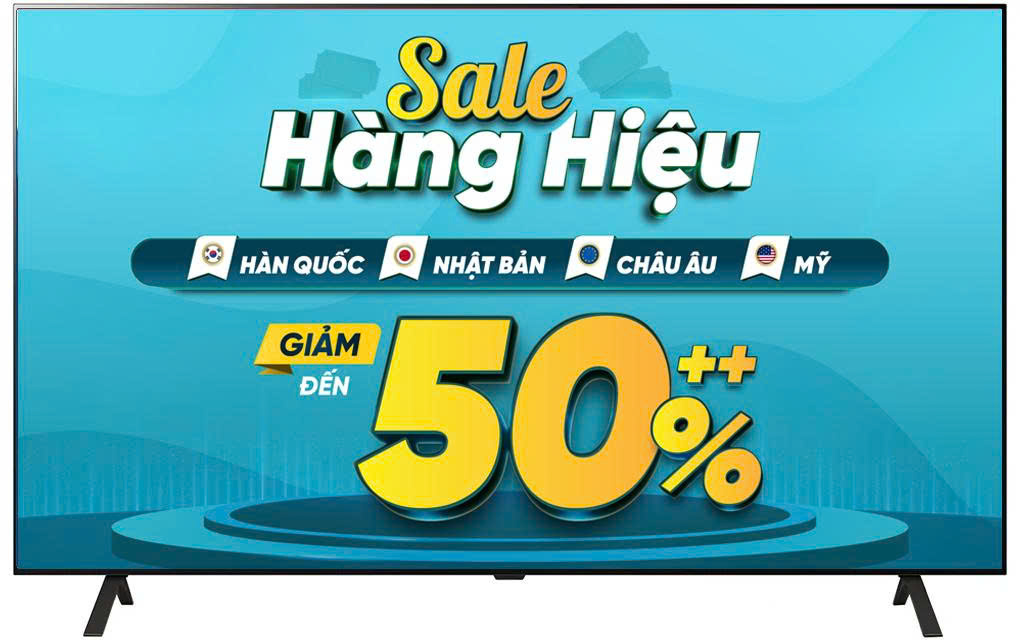 Sale
Hàng Hiệu
HÀN QUỐC NHẬT BẢN CHÂU ÂU MỸ
GIẢM
ĐẾN
50++%